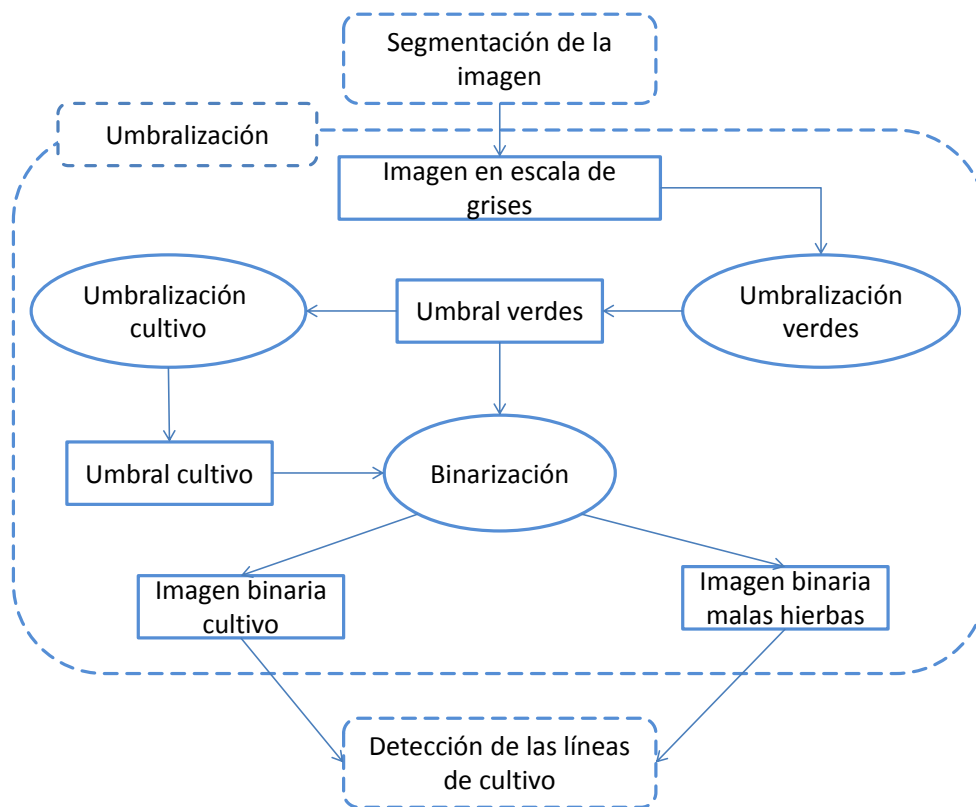 Segmentación de la
imagen
Umbralización
Imagen en escala de
grises
Umbralización
cultivo
Umbral verdes
Umbralización
verdes
Umbral cultivo
Binarización
Imagen binaria
cultivo
Imagen binaria
malas hierbas
Detección de las líneas
de cultivo